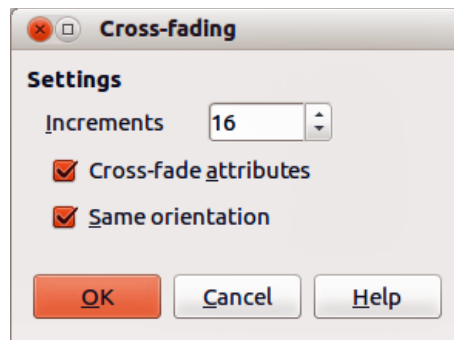 Cross-fading
Settings
Increments 16
Cross-fade attributes
Same orientation
OK Cancel Help